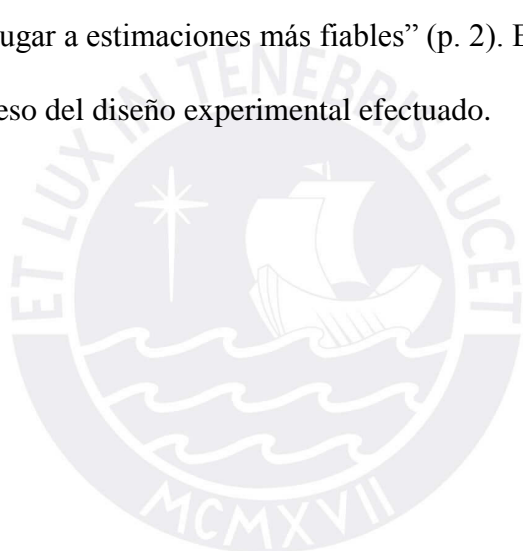 ugar a estimaciones más fiables” (p. 2). E
eso del diseño experimental efectuado.
ET LUX IN TENEBRIS LUCET
MCMXVII